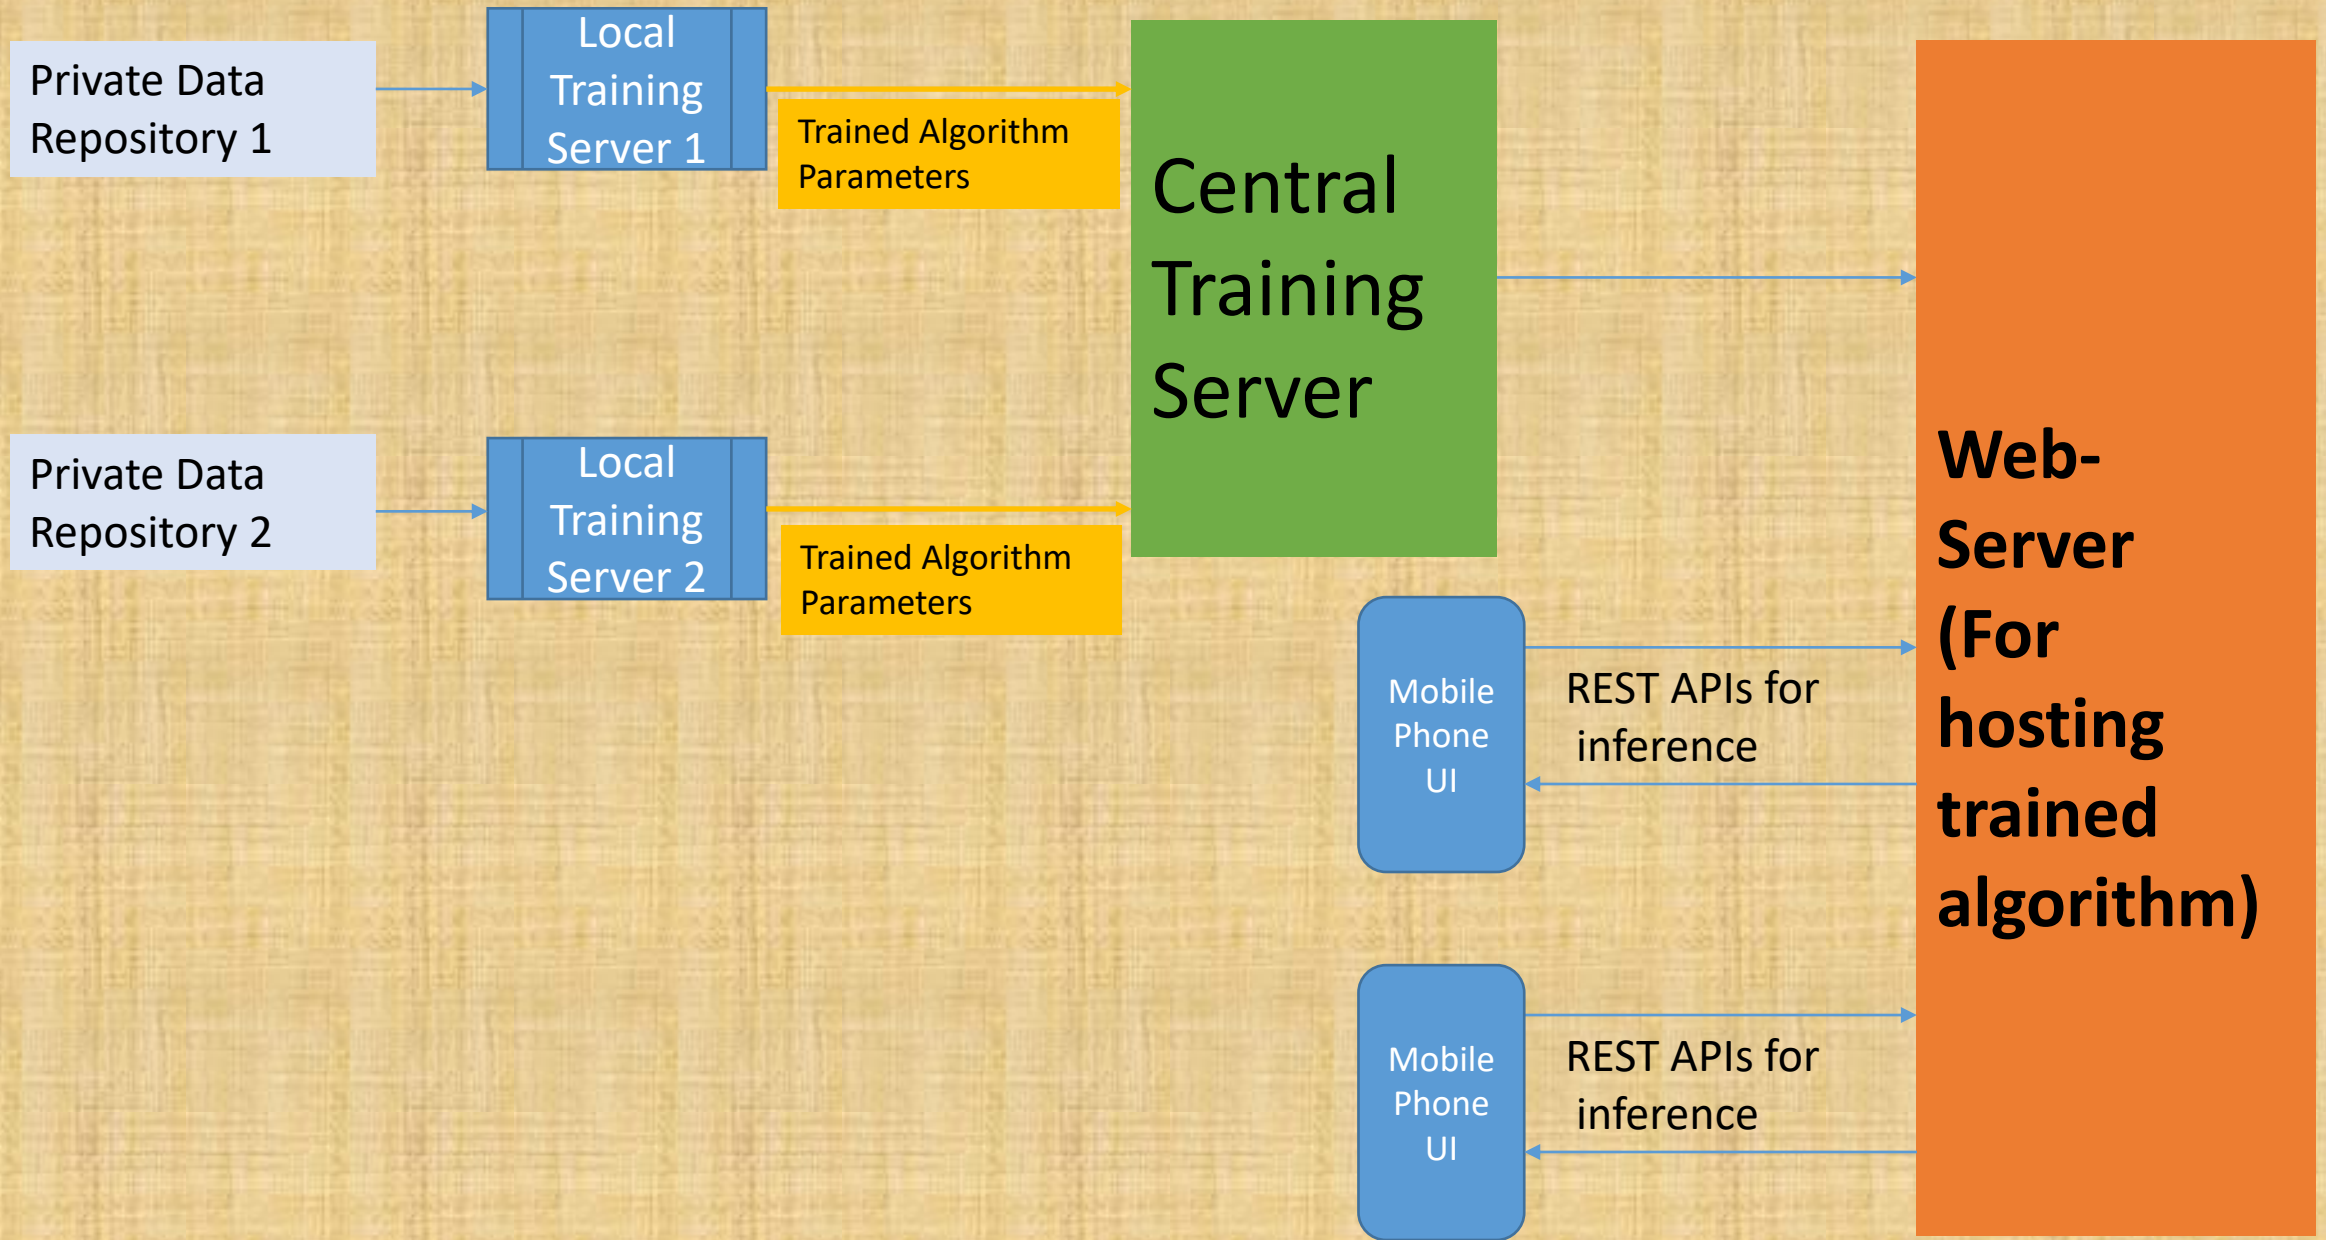 Private Data
Repository 1
Local
Training
Server 1
Trained Algorithm
Parameters
Central
Training
Server
Private Data
Repository 2
Local
Training
Server 2
Trained Algorithm
Parameters
Web-
Server
(For
hosting
trained
algorithm)
Mobile
Phone
UI
REST APIs for
inference
Mobile
Phone
UI
REST APIs for
inference